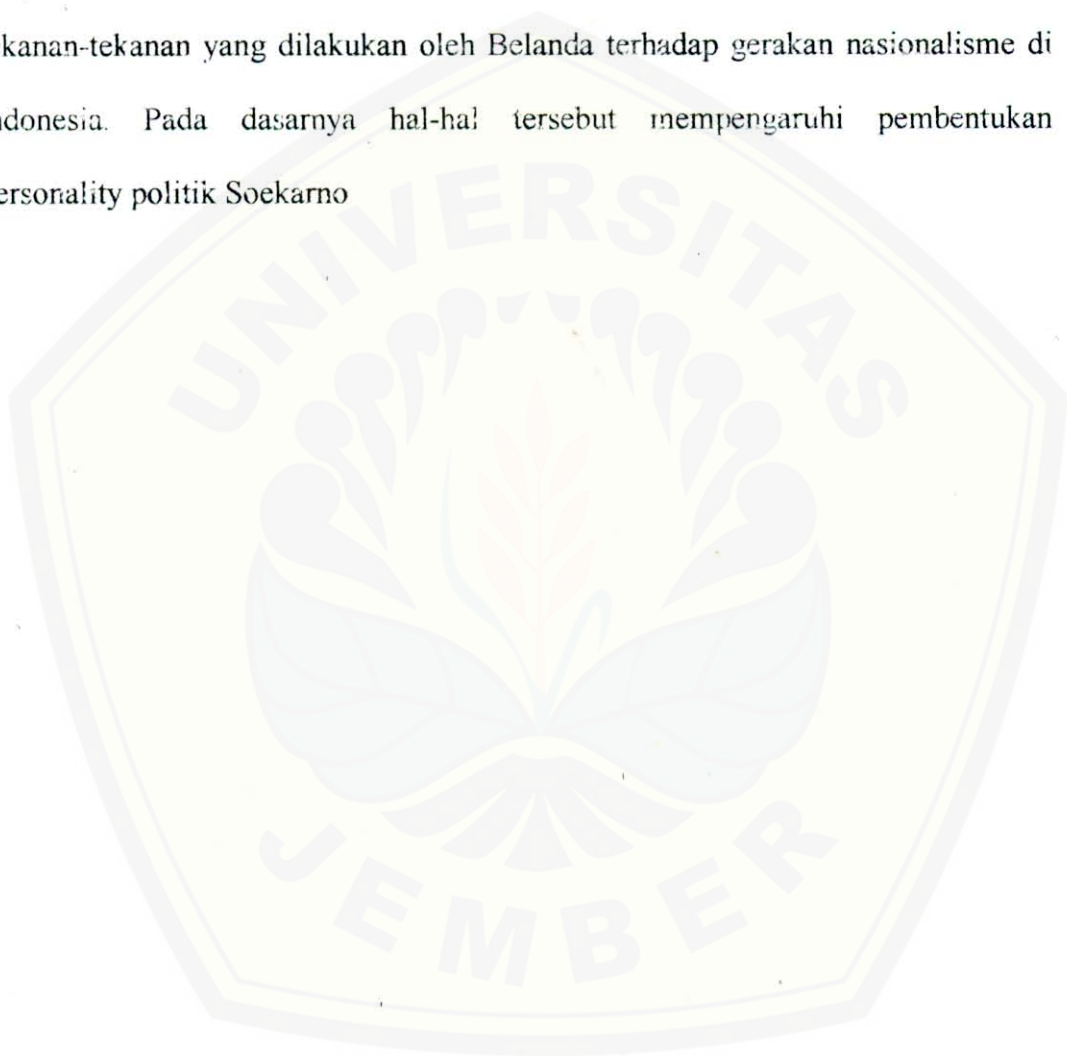 kanan-tekanan yang dilakukan oleh Belanda terhadap gerakan nasionalisme di
ndonesia. Pada dasarnya hal-hal tersebut mempengaruhi pembentukan
ersonality politik Soekarno
UNIVERSITAS
JEMBER